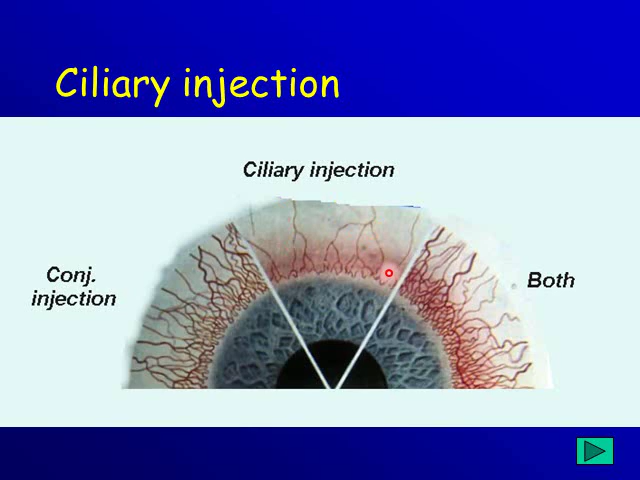 Ciliary injection
Ciliary injection
Conj.
injection
Both